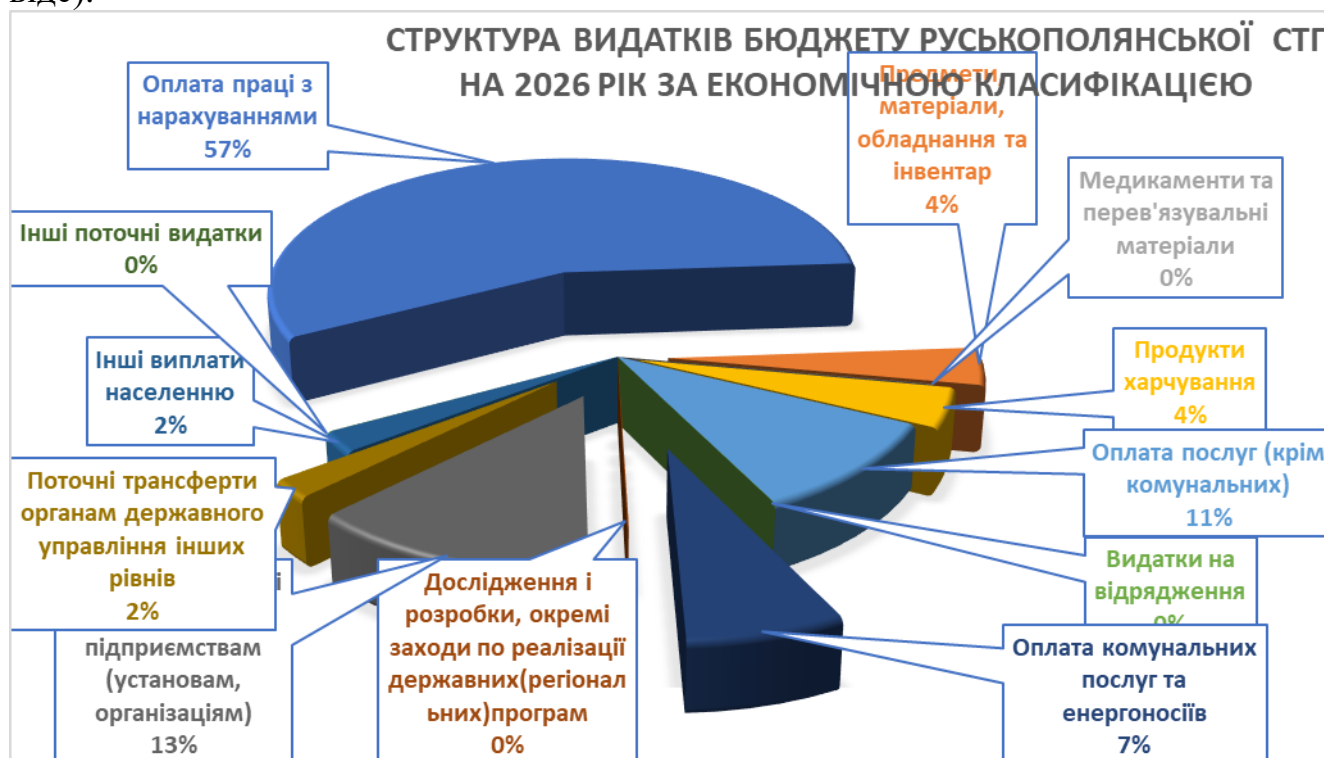 СТРУКТУРА ВИДАТКІВ БЮДЖЕТУ РУСЬКОПОЛЯНСЬКОЇ СТГ
НА 2026 РІК ЗА ЕКОНОМІЧНОЮ КЛАСИФІКАЦІЄЮ
Оплата праці з
нарахуваннями
57%
Предмети,
матеріали,
обладнання та
інвентар
4%
Медикаменти та
перев'язувальні
матеріали
0%
Інші поточні видатки
0%
Інші виплати
населенню
2%
Продукти
харчування
4%
Оплата послуг (крім
комунальних)
11%
Поточні трансферти
органам державного
управління інших
рівнів
2%
Видатки на
відрядження
0%
підприємствам
(установам,
організаціям)
13%
Дослідження і
розробки, окремі
заходи по реалізації
державних(регіонал
ьних)програм
0%
Оплата комунальних
послуг та
енергоносіїв
7%